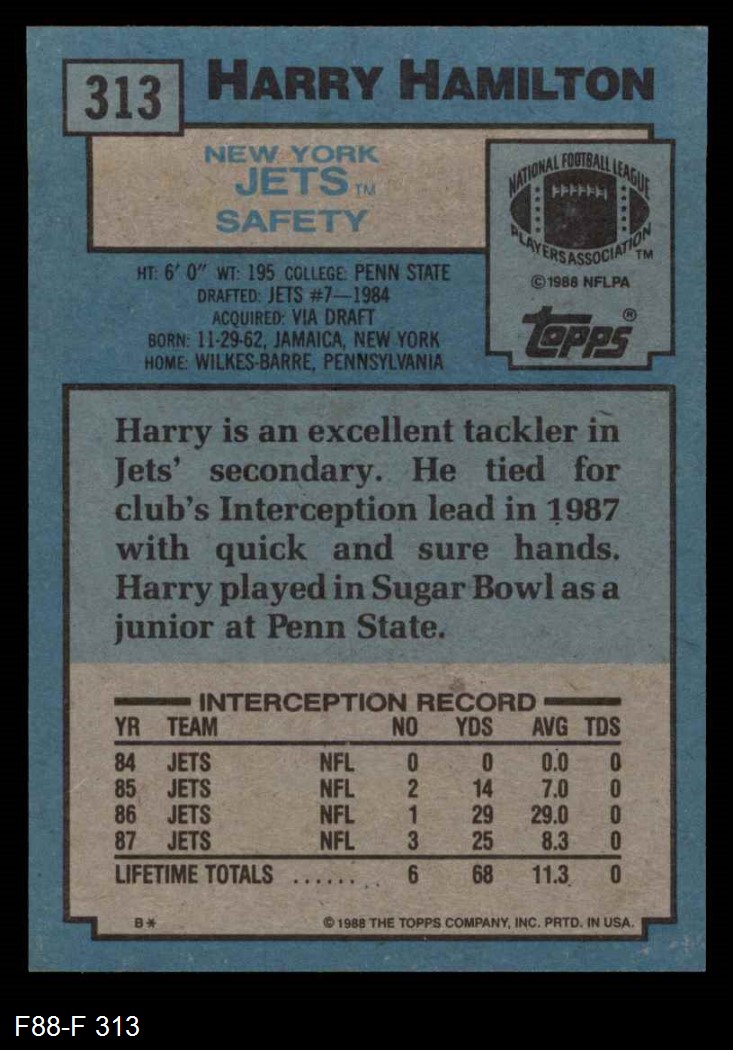 313
HARRY HAMILTON
NEW YORK
JETS™
SAFETY
NATIONAL FOOTBALL LEAGUE
PLAYERS ASSOCIATION™
©1988 NFLPA
topps®
HT: 6' 0" WT: 195 COLLEGE: PENN STATE
DRAFTED: JETS #7—1984
ACQUIRED: VIA DRAFT
BORN: 11-29-62, JAMAICA, NEW YORK
HOME: WILKES-BARRE, PENNSYLVANIA
Harry is an excellent tackler in
Jets' secondary. He tied for
club's Interception lead in 1987
with quick and sure hands.
Harry played in Sugar Bowl as a
junior at Penn State.
INTERCEPTION RECORD
YR TEAM NO YDS AVG TDS
84 JETS NFL 0 0 0.0 0
85 JETS NFL 2 14 7.0 0
86 JETS NFL 1 29 29.0 0
87 JETS NFL 3 25 8.3 0
LIFETIME TOTALS ....... 6 68 11.3 0
B* © 1988 THE TOPPS COMPANY, INC. PRTD. IN USA.
F88-F 313